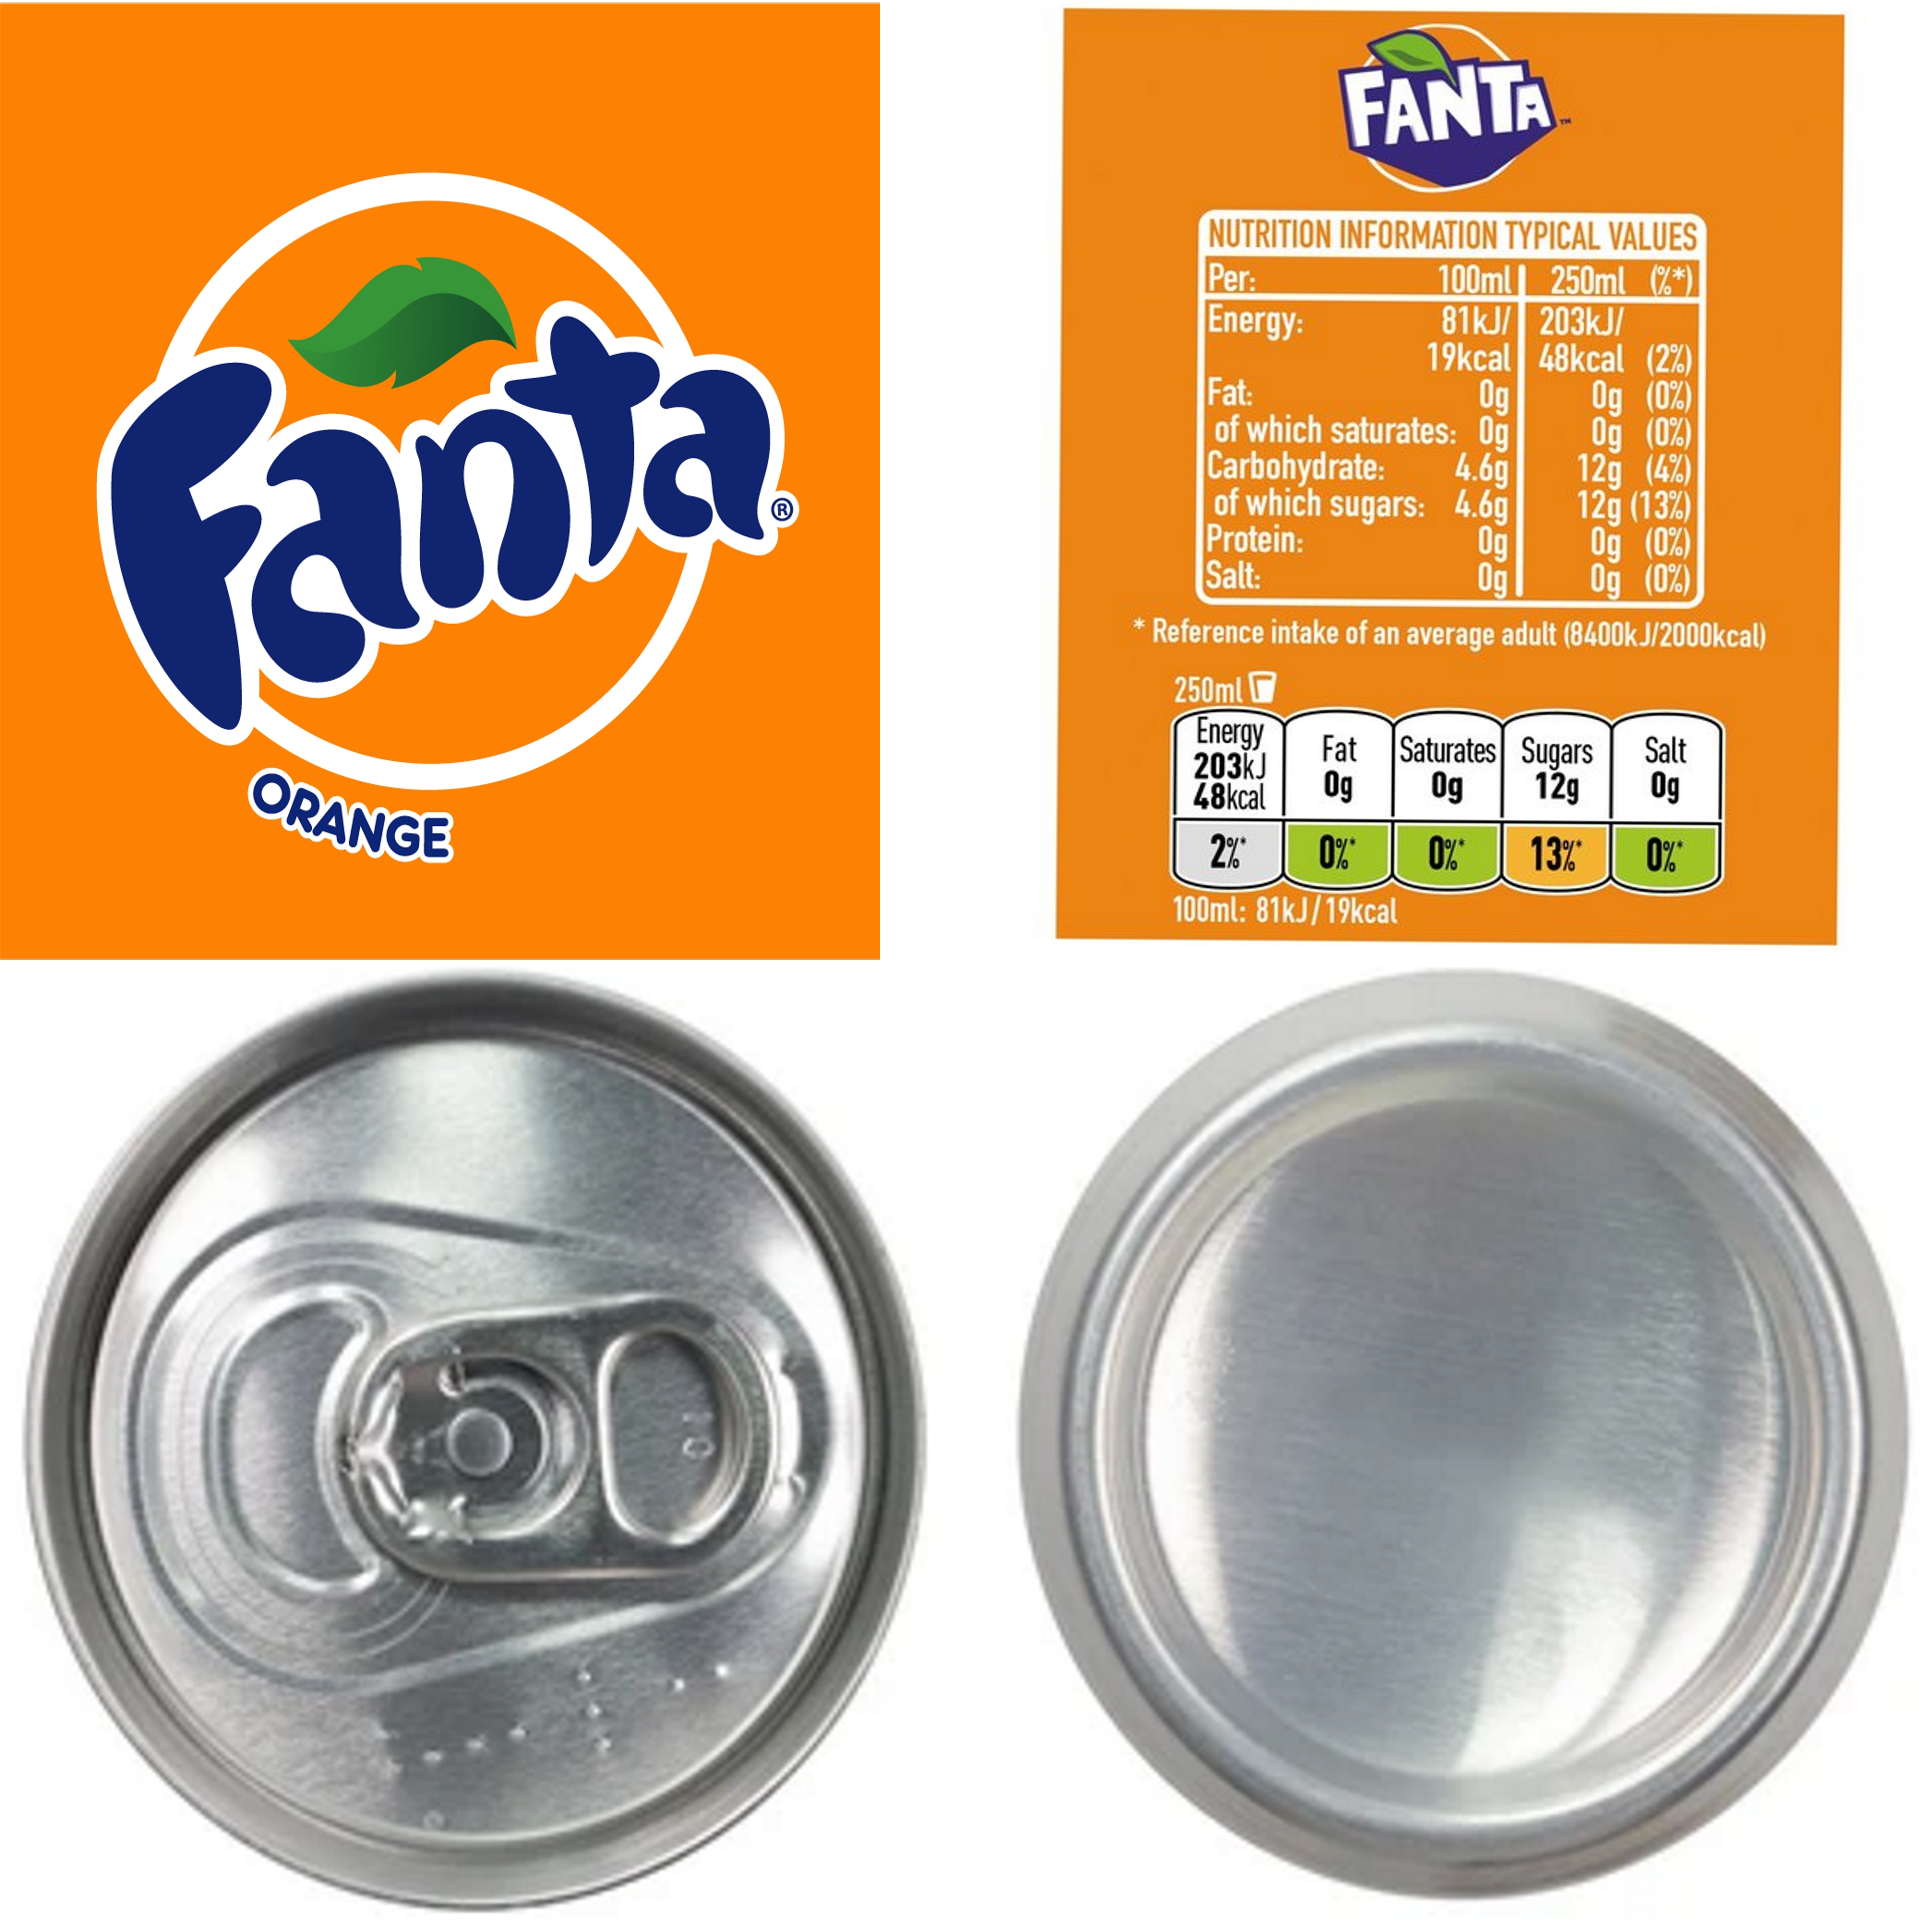 Fanta®
ORANGE
FANTA™
NUTRITION INFORMATION TYPICAL VALUES
Per: 100ml 250ml (%*)
Energy: 81kJ/ 203kJ/
19kcal 48kcal (2%)
Fat: 0g 0g (0%)
of which saturates: 0g 0g (0%)
Carbohydrate: 4.6g 12g (4%)
of which sugars: 4.6g 12g (13%)
Protein: 0g 0g (0%)
Salt: 0g 0g (0%)
* Reference intake of an average adult (8400kJ/2000kcal)
250ml
Energy 203kJ 48kcal 2%*
Fat 0g 0%*
Saturates 0g 0%*
Sugars 12g 13%*
Salt 0g 0%*
100ml: 81kJ/19kcal